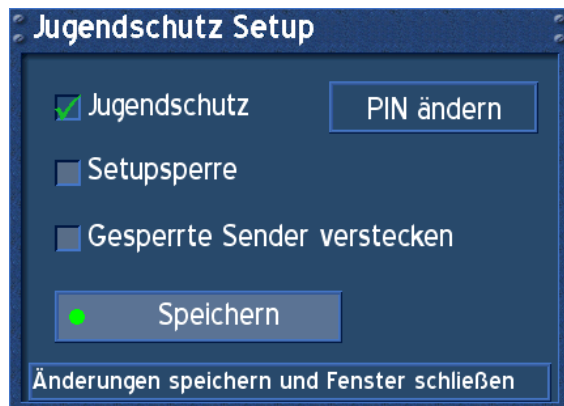 Jugendschutz Setup
Jugendschutz
PIN ändern
Setupsperre
Gesperrte Sender verstecken
Speichern
Änderungen speichern und Fenster schließen